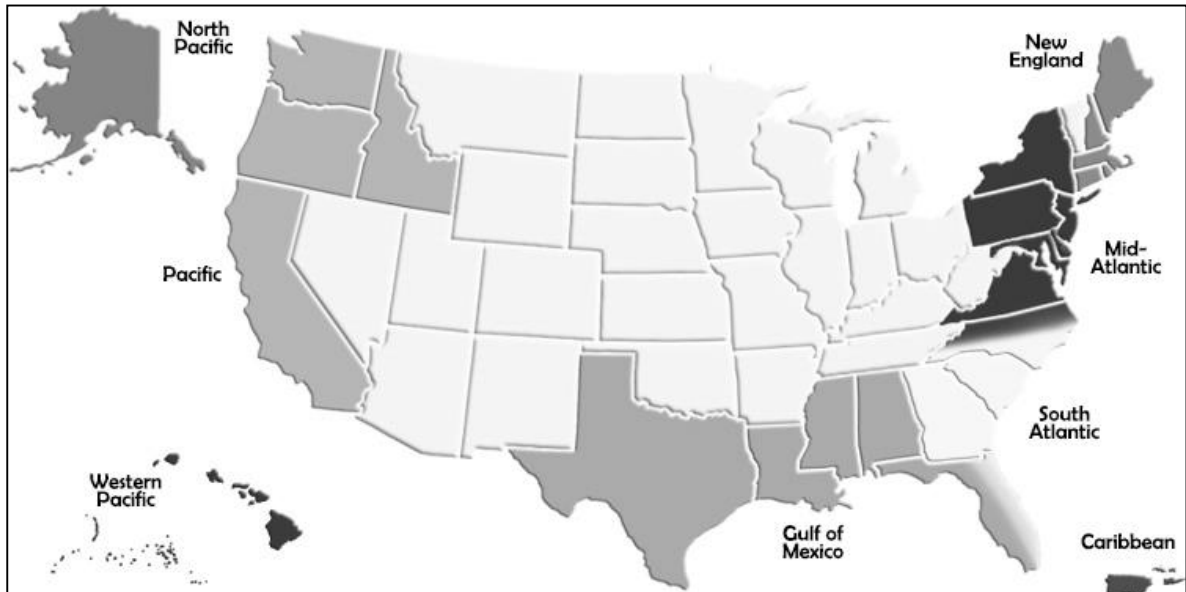 North
Pacific
New
England
Pacific
Mid-
Atlantic
South
Atlantic
Western
Pacific
Gulf of
Mexico
Caribbean